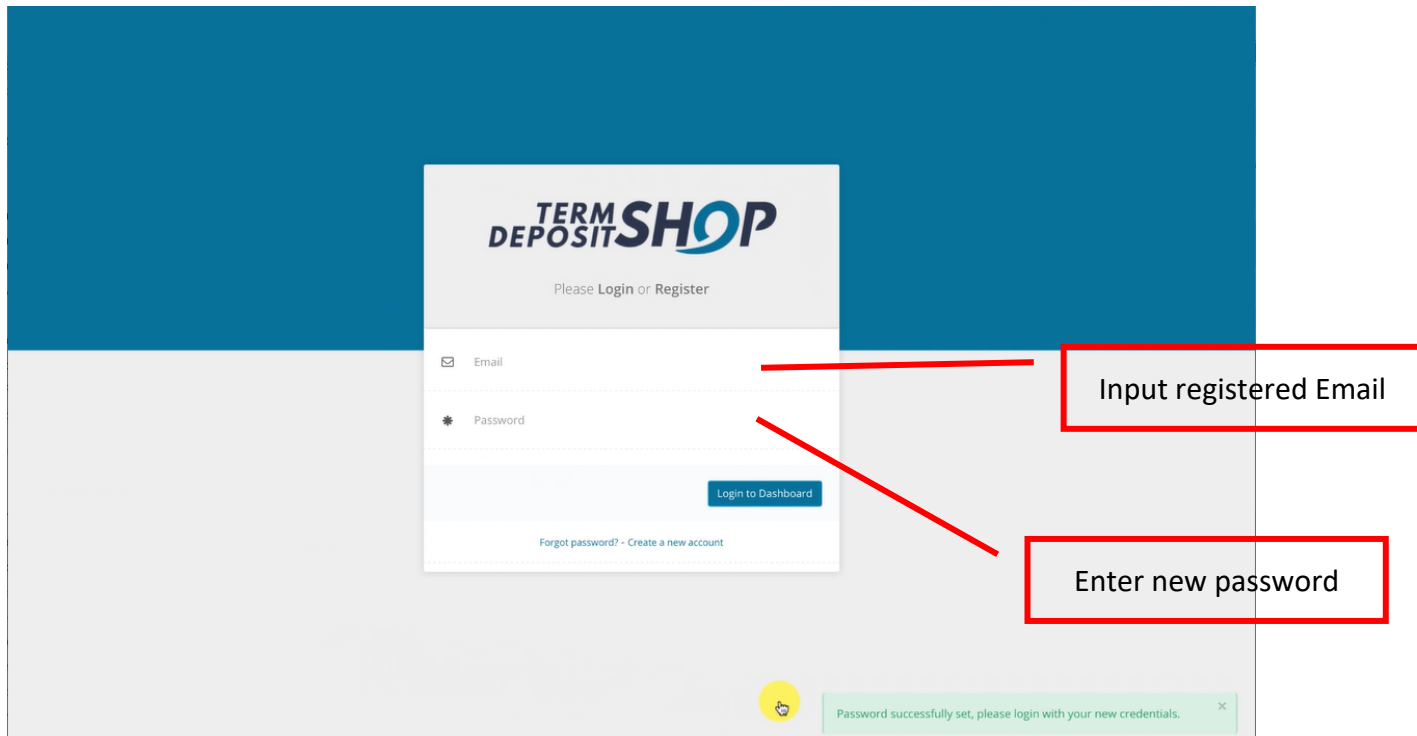 TERM
DEPOSIT SHOP
Please Login or Register
Email
Input registered Email
Password
Login to Dashboard
Forgot password? - Create a new account
Enter new password
Password successfully set, please login with your new credentials. ×